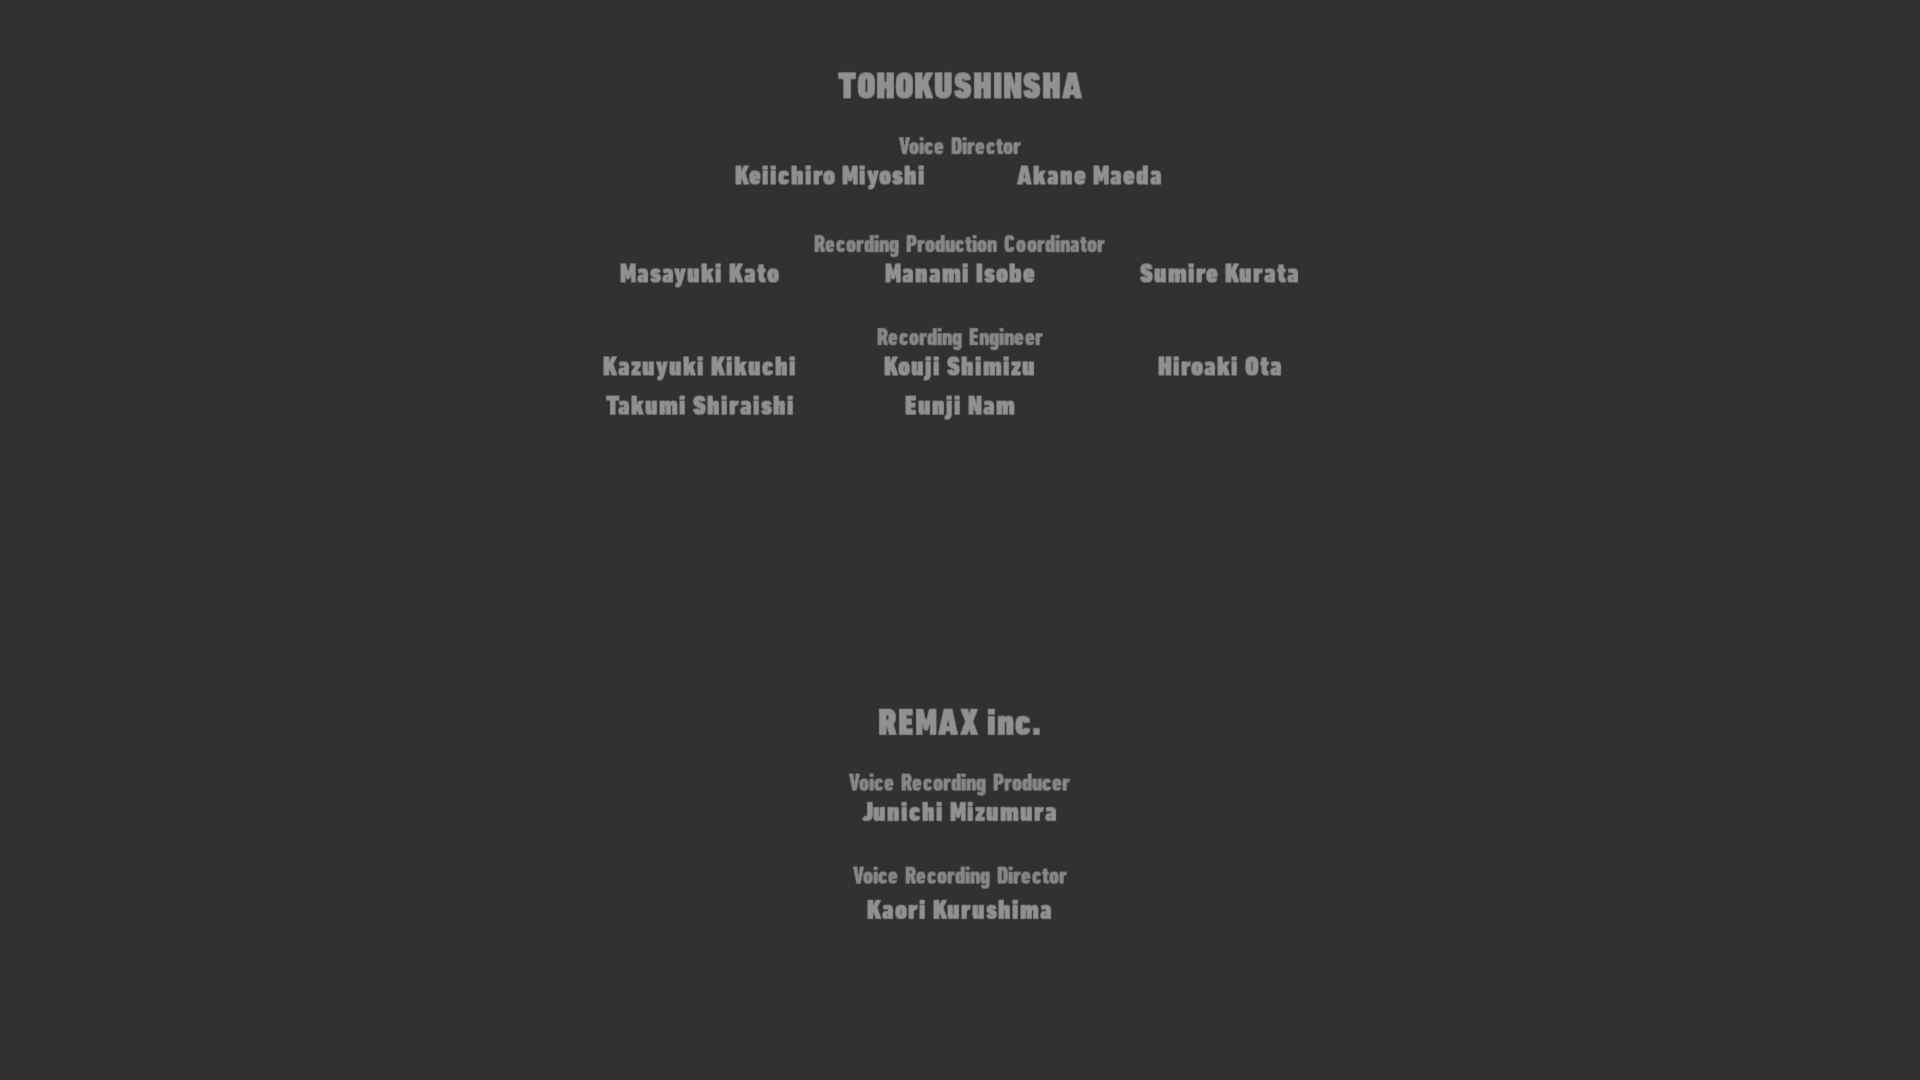 TOHOKUSHINSHA
Voice Director
Keiichiro Miyoshi Akane Maeda
Recording Production Coordinator
Masayuki Kato Manami Isobe Sumire Kurata
Recording Engineer
Kazuyuki Kikuchi Kouji Shimizu Hiroaki Ota
Takumi Shiraishi Eunji Nam
REMAX inc.
Voice Recording Producer
Junichi Mizumura
Voice Recording Director
Kaori Kurushima